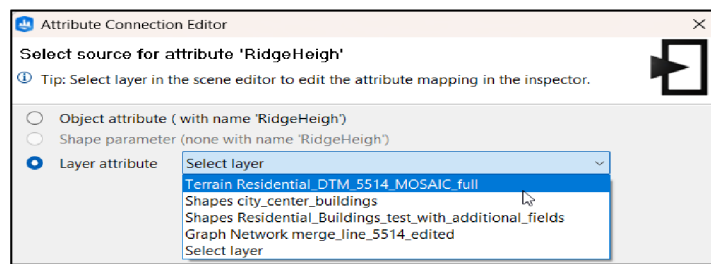 Attribute Connection Editor
Select source for attribute 'RidgeHeigh'
Tip: Select layer in the scene editor to edit the attribute mapping in the inspector.
Object attribute ( with name 'RidgeHeigh')
Shape parameter (none with name 'RidgeHeigh')
Layer attribute Select layer
Terrain Residential_DTM_5514_MOSAIC_full
Shapes city_center_buildings
Shapes Residential_Buildings_test_with_additional_fields
Graph Network merge_line_5514_edited
Select layer